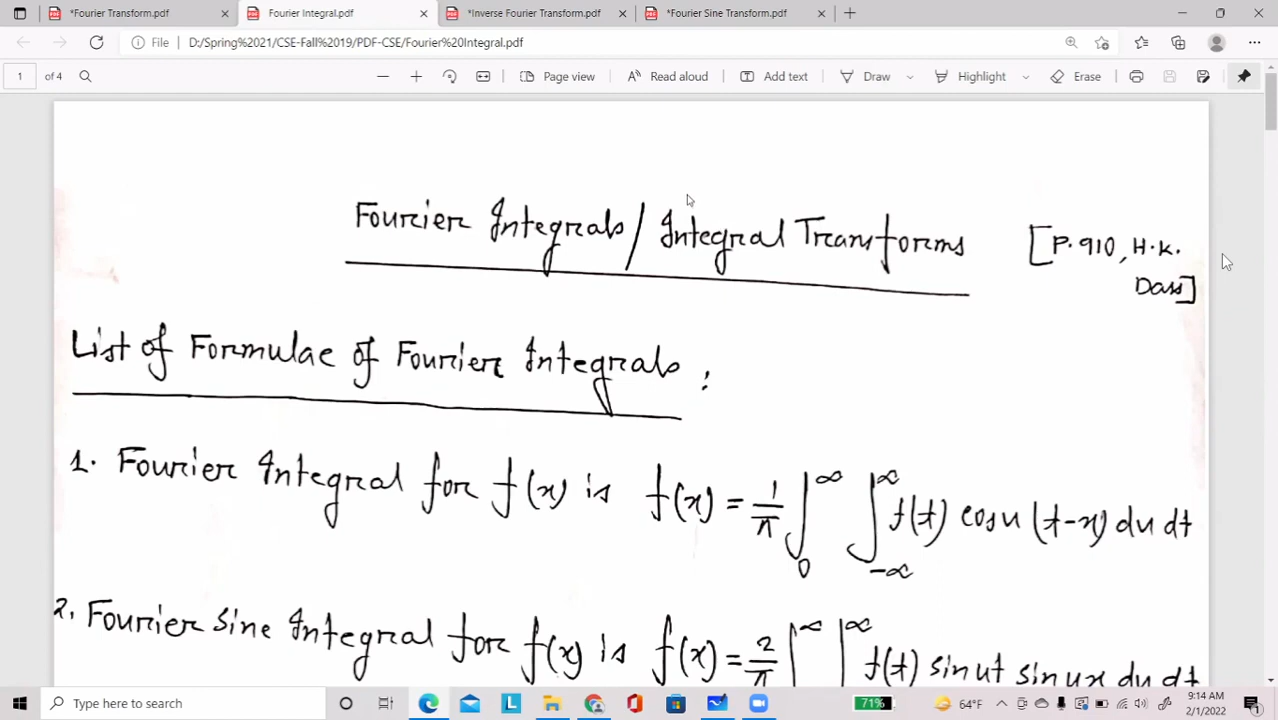 *Fourier Transform.pdf
Fourier Integral.pdf
*Inverse Fourier Transform.pdf
*Fourier Sine Transform.pdf
File D:/Spring%2021/CSE-Fall%2019/PDF-CSE/Fourier%20Integral.pdf
1 of 4 Page view Read aloud Add text Draw Highlight Erase
Fourier Integrals/Integral Transforms [P.910, H.K.
Dass]
List of Formulae of Fourier Integrals :
1. Fourier Integral for f(x) is f(x) = 1/π ∫₀^∞ ∫₋∞^∞ f(t) cosu (t-x) du dt
2. Fourier Sine Integral for f(x) is f(x) = 2/π ∫^∞ ∫^∞ f(t) sin ut sin ux du dt
Type here to search
71% 64°F 9:14 AM
2/1/2022